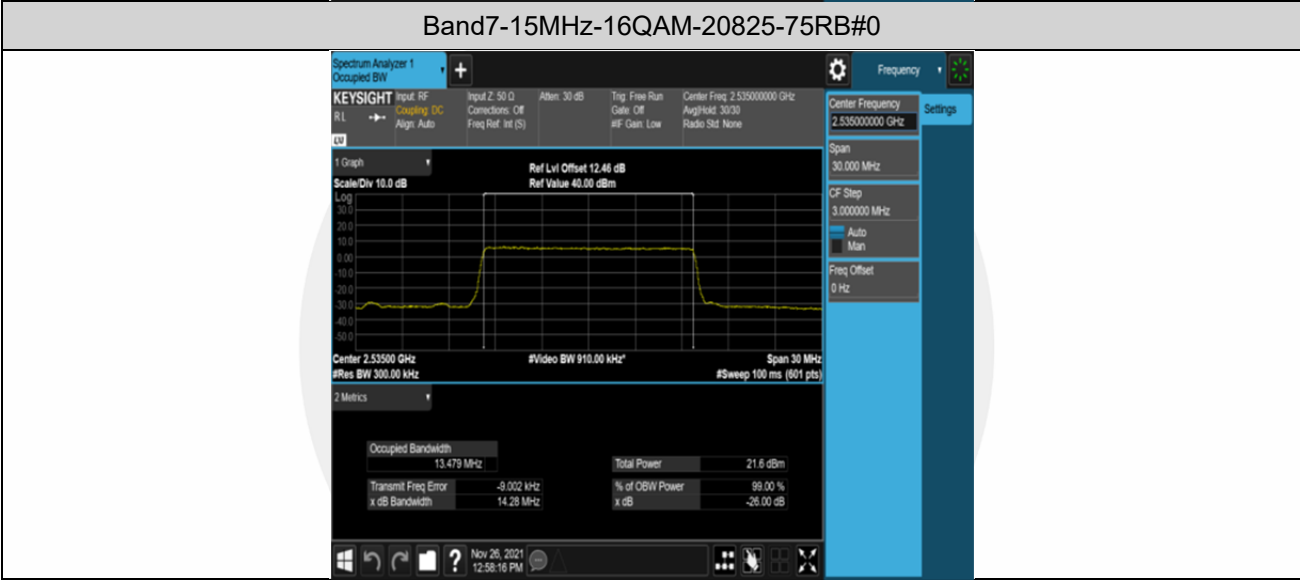 Band7-15MHz-16QAM-20825-75RB#0
Spectrum Analyzer 1
Occupied BW
+
Frequency
KEYSIGHT
R L
Input: RF
Coupling: DC
Align: Auto
Input Z: 50 Ω
Corrections: Off
Freq Ref: Int (S)
Atten: 30 dB
Trig: Free Run
Gate: Off
#IF Gain: Low
Center Freq: 2.535000000 GHz
Avg|Hold: 30/30
Radio Std: None
LW
1 Graph
Ref Lvl Offset 12.46 dB
Scale/Div 10.0 dB
Ref Value 40.00 dBm
Log
30.0
20.0
10.0
0.00
-10.0
-20.0
-30.0
-40.0
-50.0
Center 2.53500 GHz
#Video BW 910.00 kHz*
Span 30 MHz
#Res BW 300.00 kHz
#Sweep 100 ms (601 pts)
2 Metrics
Occupied Bandwidth
13.479 MHz
Total Power 21.6 dBm
Transmit Freq Error -9.002 kHz
% of OBW Power 99.00 %
x dB Bandwidth 14.28 MHz
x dB -26.00 dB
Center Frequency
2.535000000 GHz
Settings
Span
30.000 MHz
CF Step
3.000000 MHz
Auto
Man
Freq Offset
0 Hz
?
Nov 26, 2021
12:58:16 PM